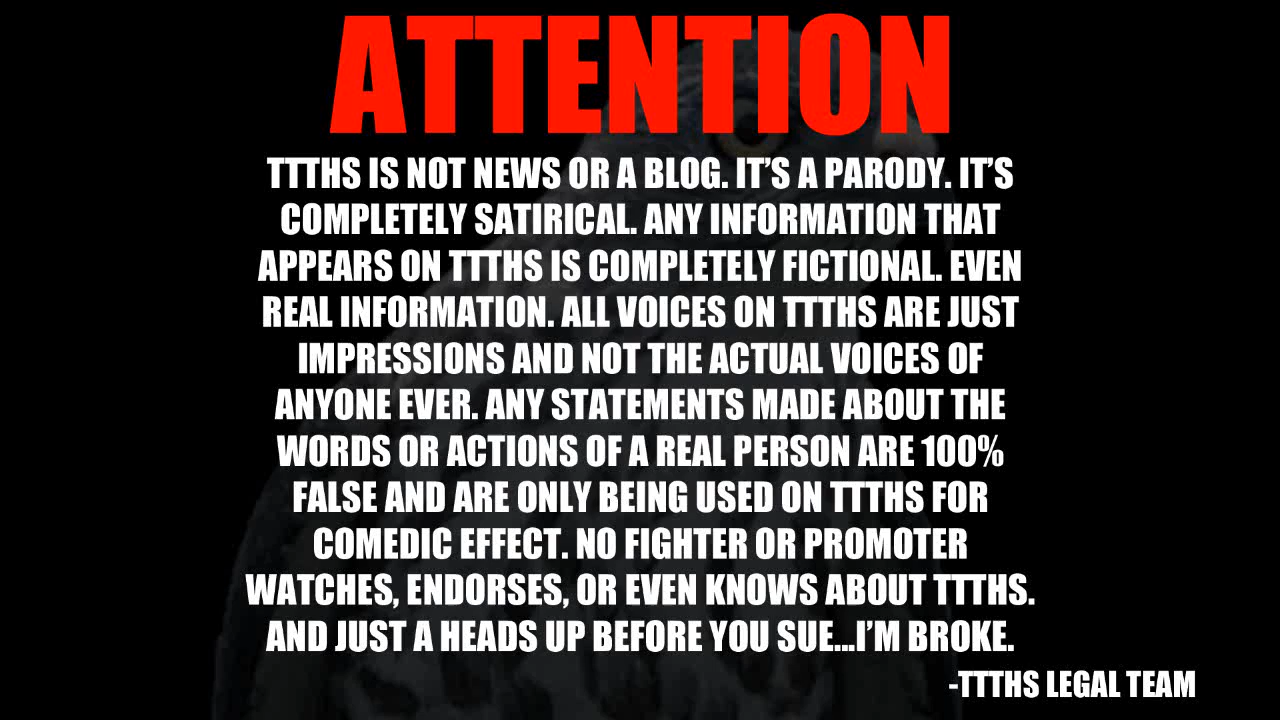 ATTENTION
TTTHS IS NOT NEWS OR A BLOG. IT'S A PARODY. IT'S
COMPLETELY SATIRICAL. ANY INFORMATION THAT
APPEARS ON TTTHS IS COMPLETELY FICTIONAL. EVEN
REAL INFORMATION. ALL VOICES ON TTTHS ARE JUST
IMPRESSIONS AND NOT THE ACTUAL VOICES OF
ANYONE EVER. ANY STATEMENTS MADE ABOUT THE
WORDS OR ACTIONS OF A REAL PERSON ARE 100%
FALSE AND ARE ONLY BEING USED ON TTTHS FOR
COMEDIC EFFECT. NO FIGHTER OR PROMOTER
WATCHES, ENDORSES, OR EVEN KNOWS ABOUT TTTHS.
AND JUST A HEADS UP BEFORE YOU SUE...I'M BROKE.
-TTTHS LEGAL TEAM